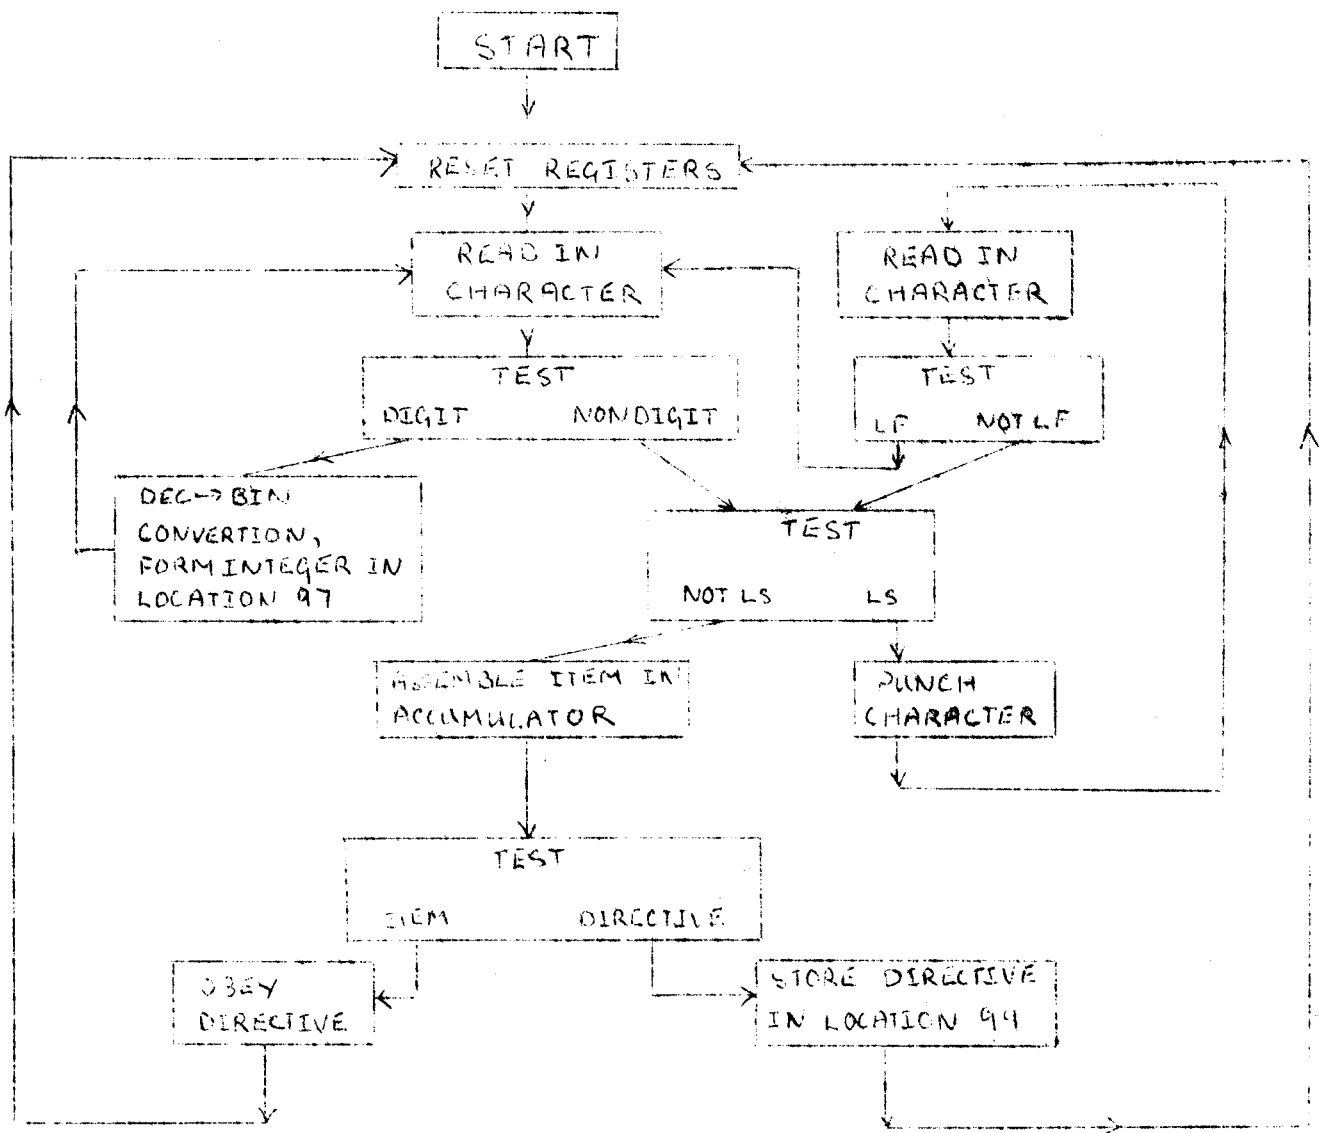 START
RESET REGISTERS
READ IN
CHARACTER
READ IN
CHARACTER
TEST
DIGIT NONDIGIT
TEST
LF NOT LF
DEC→BIN
CONVERTION,
FORM INTEGER IN
LOCATION 97
TEST
NOT LS LS
ASSEMBLE ITEM IN
ACCUMULATOR
PUNCH
CHARACTER
TEST
ITEM DIRECTIVE
OBEY
DIRECTIVE
STORE DIRECTIVE
IN LOCATION 94